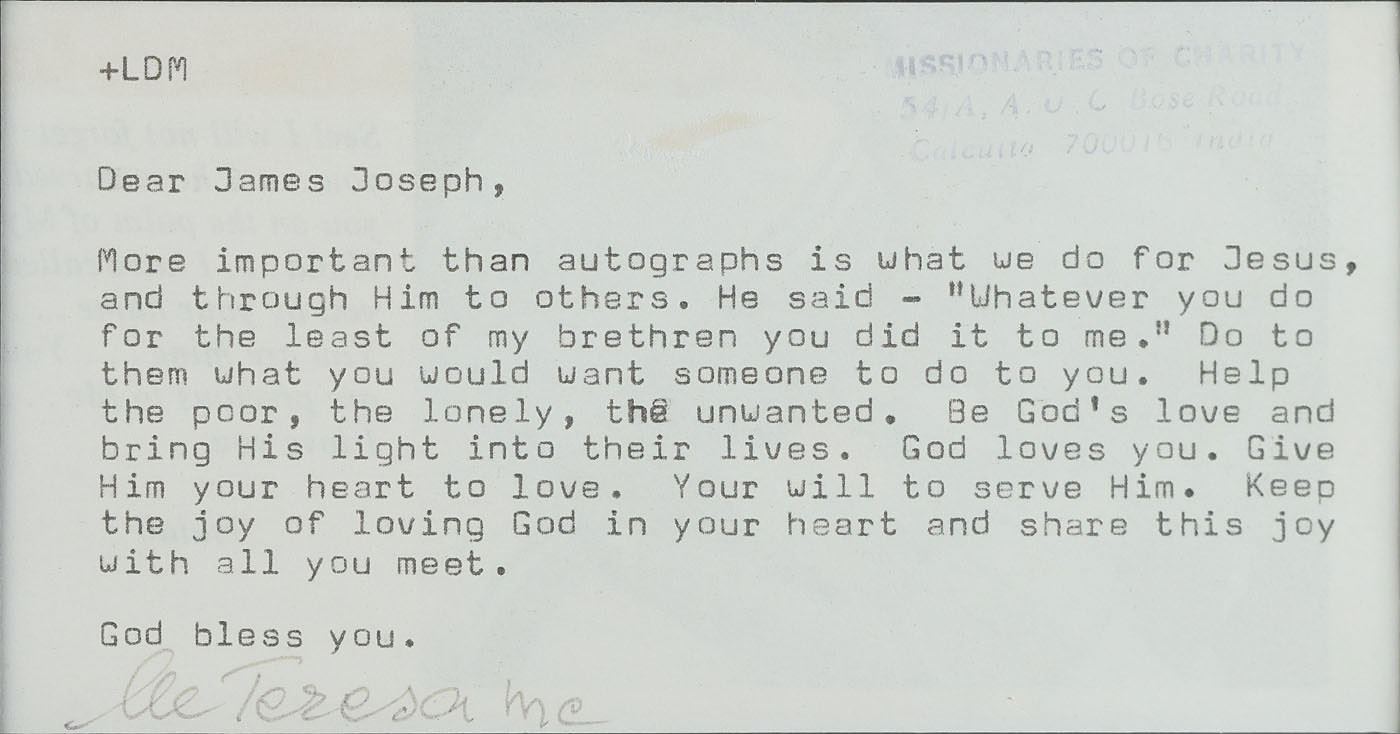 +LDM
MISSIONARIES OF CHARITY
54/A, A. J. C Bose Road
Calcutta 700016 India
Dear James Joseph,
More important than autographs is what we do for Jesus,
and through Him to others. He said - "Whatever you do
for the least of my brethren you did it to me." Do to
them what you would want someone to do to you. Help
the poor, the lonely, the unwanted. Be God's love and
bring His light into their lives. God loves you. Give
Him your heart to love. Your will to serve Him. Keep
the joy of loving God in your heart and share this joy
with all you meet.
God bless you.
Teresa mc